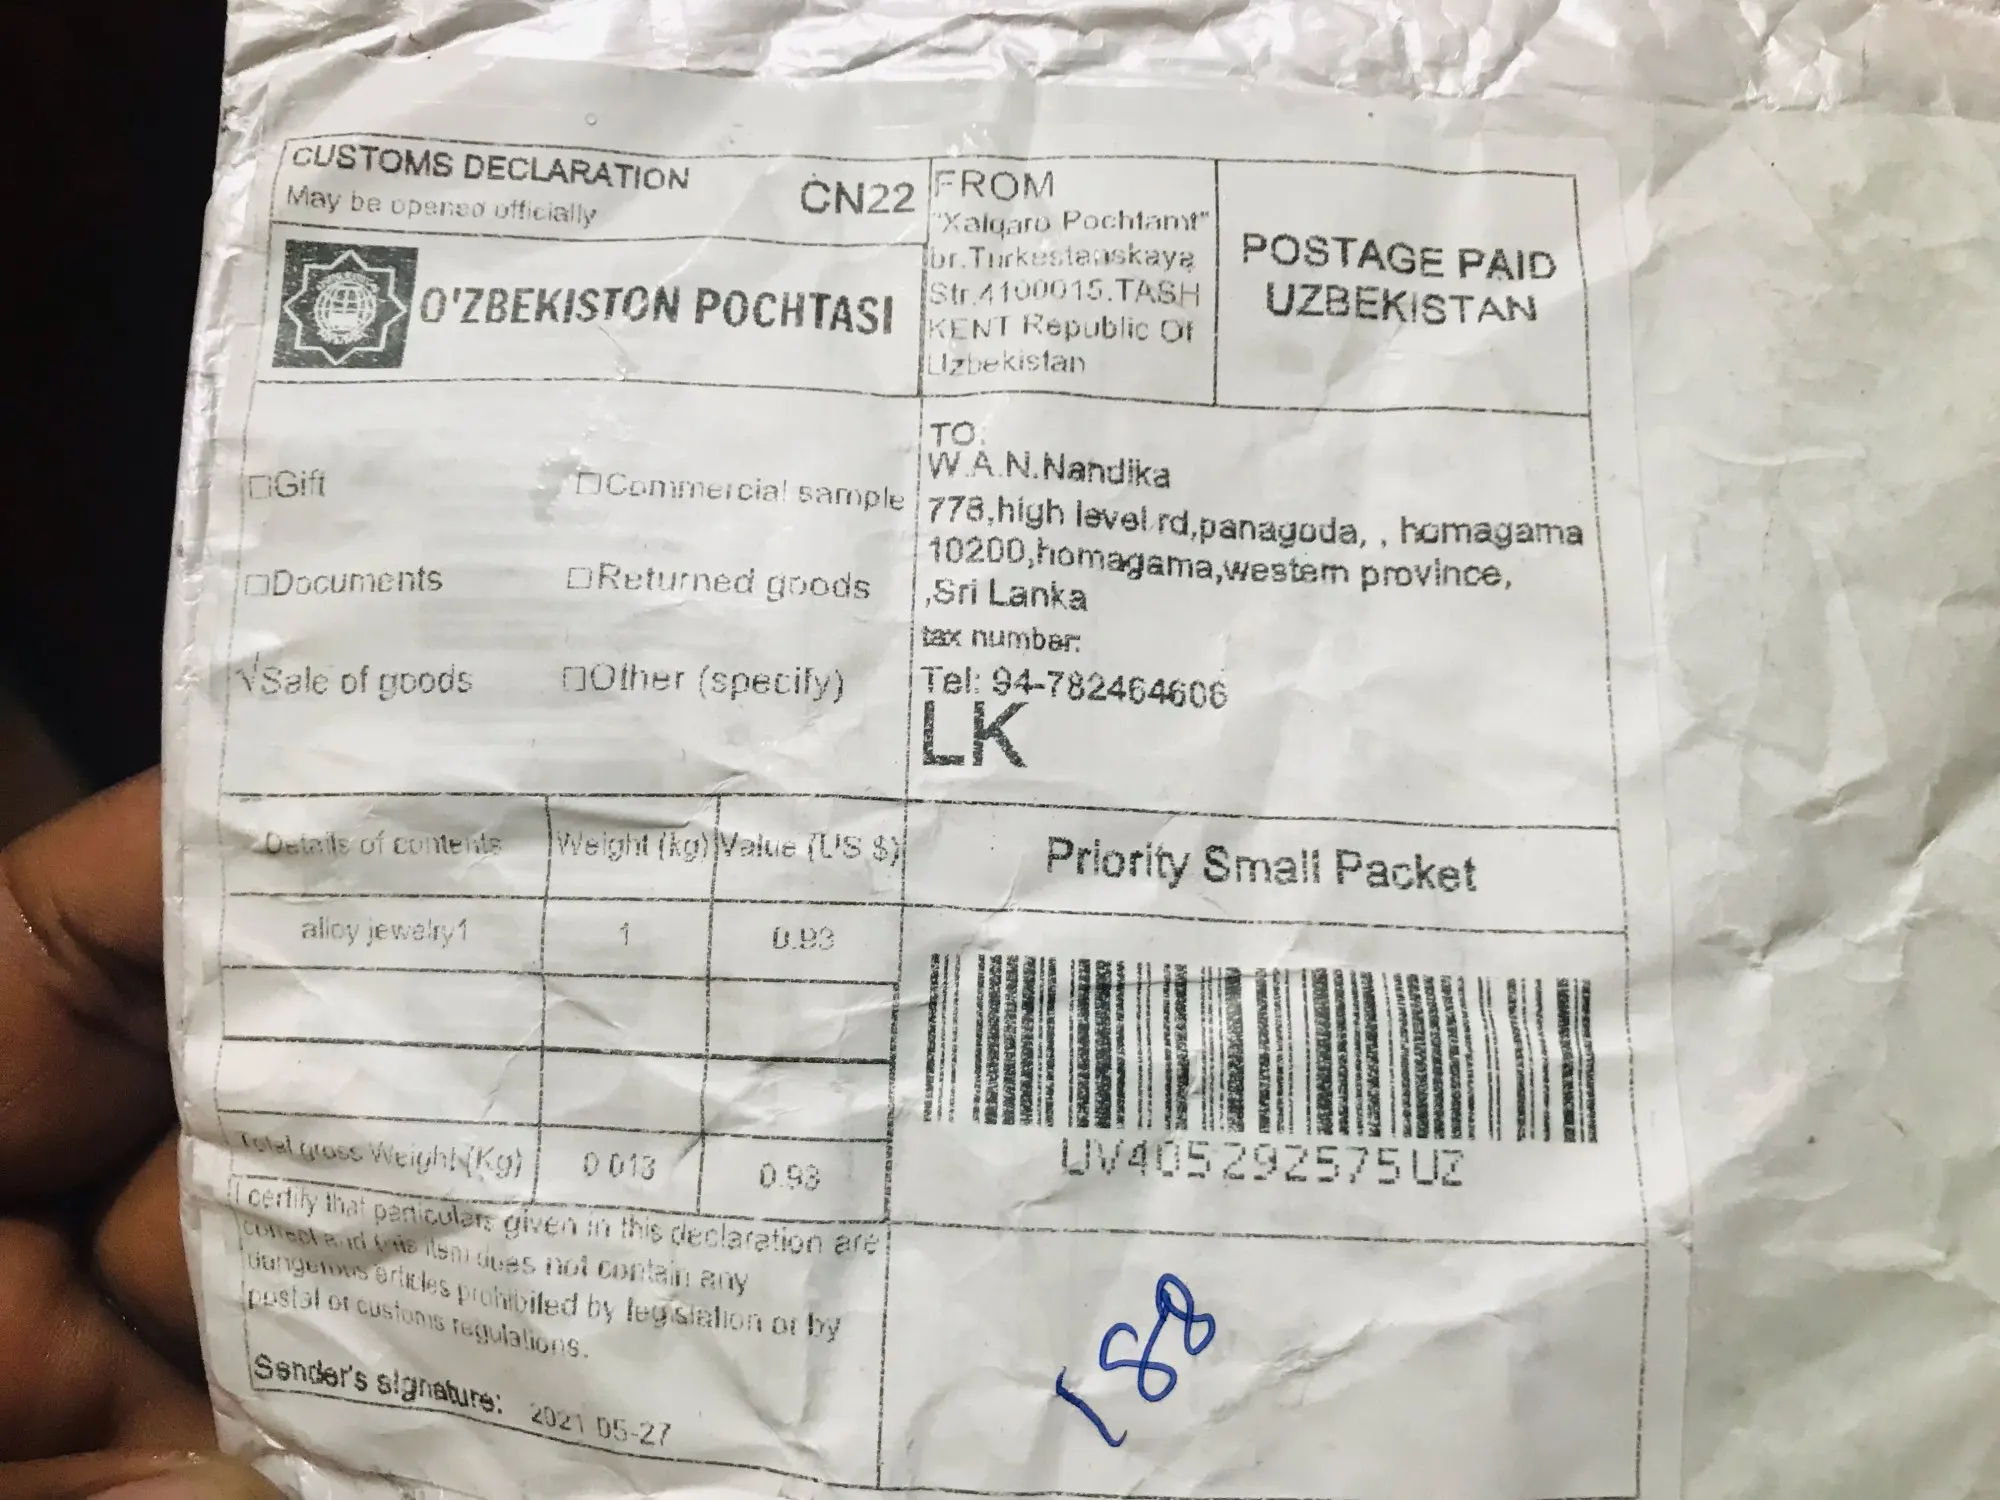 CUSTOMS DECLARATION
May be opened officially
CN22
O'ZBEKISTON POCHTASI
FROM
"Xalqaro Pochtamt"
br.Turkestanskaya
Str.4100015.TASH
KENT Republic Of
Uzbekistan
POSTAGE PAID
UZBEKISTAN
□Gift
□Commercial sample
□Documents
□Returned goods
√Sale of goods
□Other (specify)
TO:
W.A.N.Nandika
778,high level rd,panagoda, , homagama
10200,homagama,western province,
,Sri Lanka
tax number:
Tel: 94-782464606
LK
Details of contents
Weight (kg)
Value (US $)
alloy jewelry1
1
0.93
Total gross Weight(Kg)
0.013
0.93
Priority Small Packet
UV405292575UZ
I certify that particulars given in this declaration are
correct and this item does not contain any
dangerous articles prohibited by legislation or by
postal or customs regulations.
Sender's signature: 2021-05-27
188